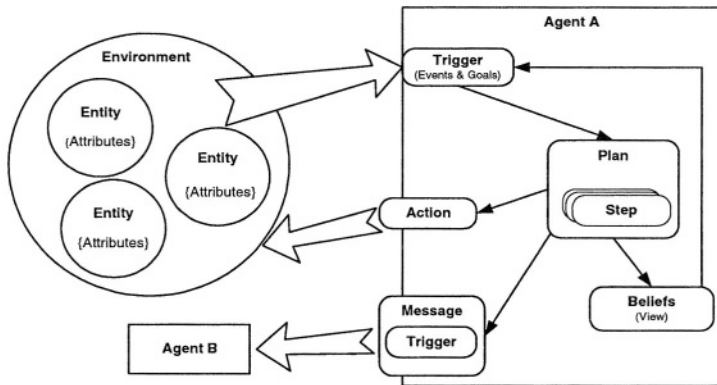 Agent A
Environment
Trigger
(Events & Goals)
Entity
{Attributes}
Entity
{Attributes}
Plan
Step
Entity
{Attributes}
Action
Beliefs
(View)
Message
Trigger
Agent B